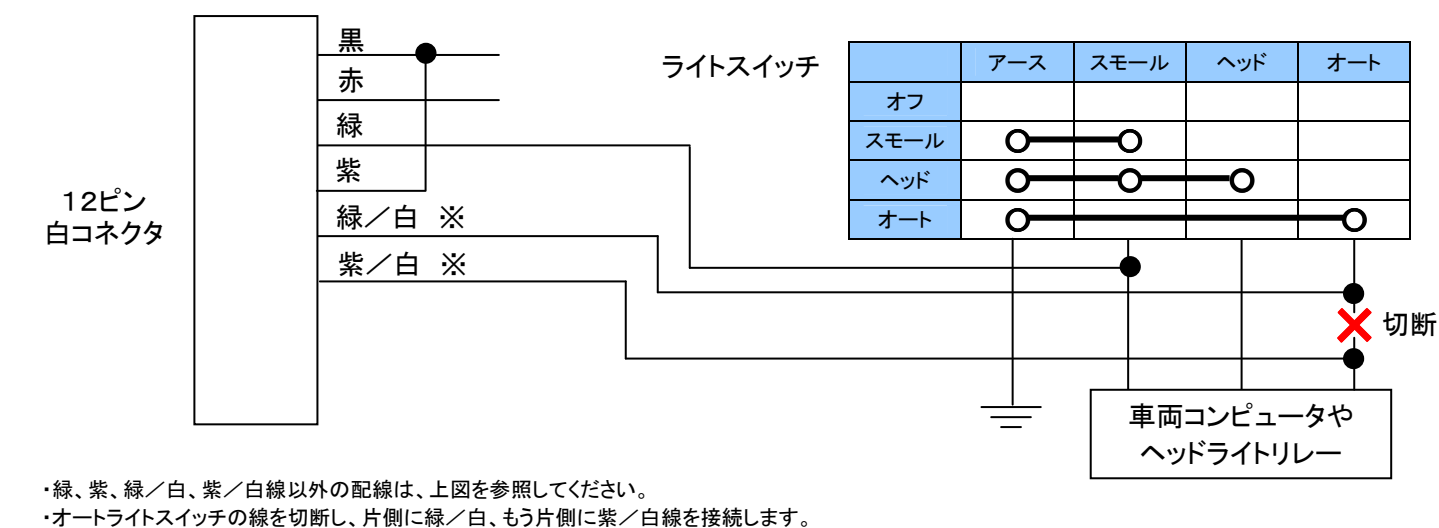 黒
赤
緑
紫
緑／白 ※
紫／白 ※
12ピン
白コネクタ
ライトスイッチ
アース スモール ヘッド オート
オフ
スモール
ヘッド
オート
切断
車両コンピュータや
ヘッドライトリレー
・緑、紫、緑／白、紫／白線以外の配線は、上図を参照してください。
・オートライトスイッチの線を切断し、片側に緑／白、もう片側に紫／白線を接続します。